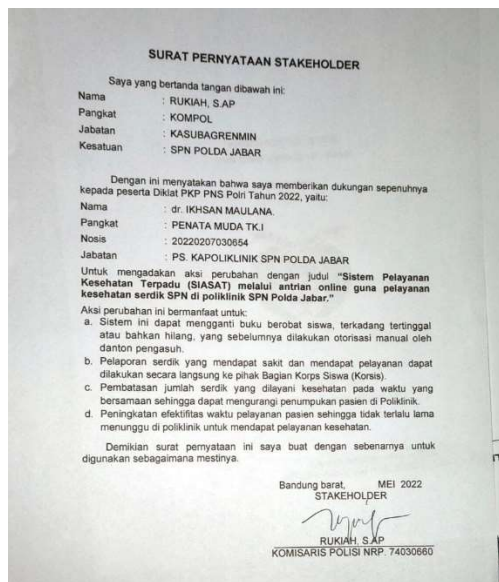 SURAT PERNYATAAN STAKEHOLDER
Saya yang bertanda tangan dibawah ini:
Nama : RUKIAH, S.AP
Pangkat : KOMPOL
Jabatan : KASUBAGRENMIN
Kesatuan : SPN POLDA JABAR
Dengan ini menyatakan bahwa saya memberikan dukungan sepenuhnya
kepada peserta Diklat PKP PNS Polri Tahun 2022, yaitu:
Nama : dr. IKHSAN MAULANA.
Pangkat : PENATA MUDA TK.I
Nosis : 20220207030654
Jabatan : PS. KAPOLIKLINIK SPN POLDA JABAR
Untuk mengadakan aksi perubahan dengan judul “Sistem Pelayanan
Kesehatan Terpadu (SIASAT) melalui antrian online guna pelayanan
kesehatan serdik SPN di poliklinik SPN Polda Jabar.”
Aksi perubahan ini bermanfaat untuk:
a. Sistem ini dapat mengganti buku berobat siswa, terkadang tertinggal
atau bahkan hilang, yang sebelumnya dilakukan otorisasi manual oleh
danton pengasuh.
b. Pelaporan serdik yang mendapat sakit dan mendapat pelayanan dapat
dilakukan secara langsung ke pihak Bagian Korps Siswa (Korsis).
c. Pembatasan jumlah serdik yang dilayani kesehatan pada waktu yang
bersamaan sehingga dapat mengurangi penumpukan pasien di Poliklinik.
d. Peningkatan efektifitas waktu pelayanan pasien sehingga tidak terlalu lama
menunggu di poliklinik untuk mendapat pelayanan kesehatan.
Demikian surat pernyataan ini saya buat dengan sebenarnya untuk
digunakan sebagaimana mestinya.
Bandung barat, MEI 2022
STAKEHOLDER
RUKIAH, S.AP
KOMISARIS POLISI NRP. 74030660